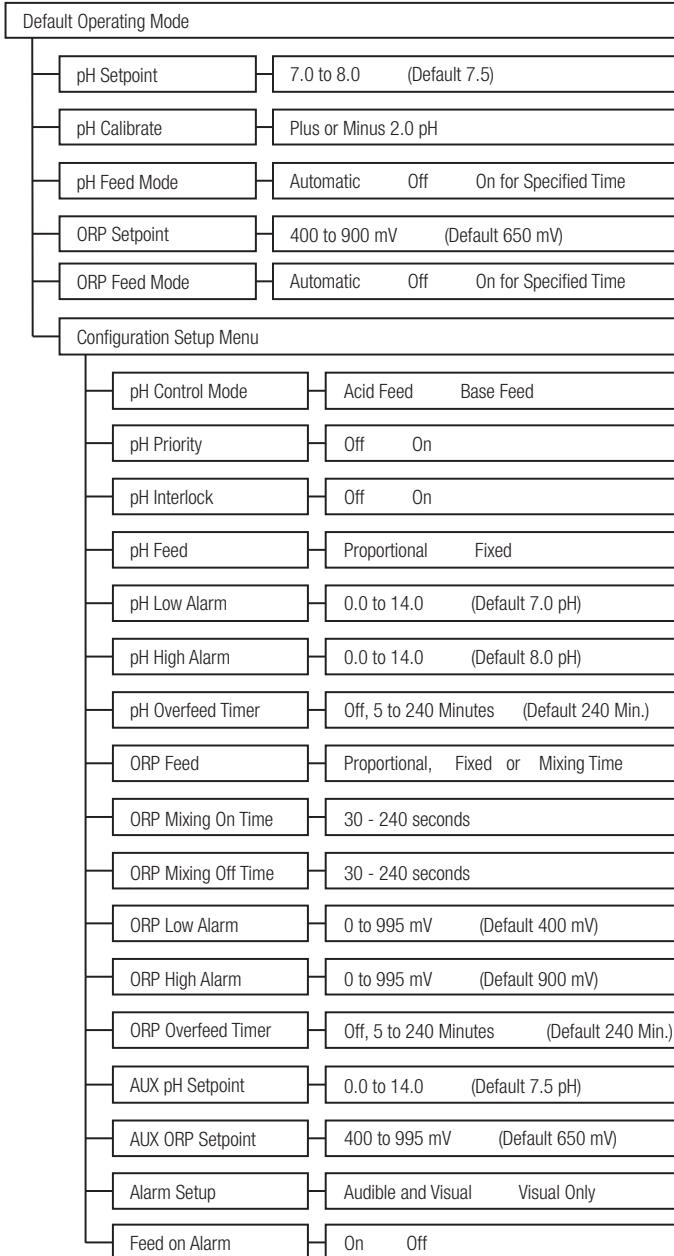 Default Operating Mode
pH Setpoint 7.0 to 8.0 (Default 7.5)
pH Calibrate Plus or Minus 2.0 pH
pH Feed Mode Automatic Off On for Specified Time
ORP Setpoint 400 to 900 mV (Default 650 mV)
ORP Feed Mode Automatic Off On for Specified Time
Configuration Setup Menu
pH Control Mode Acid Feed Base Feed
pH Priority Off On
pH Interlock Off On
pH Feed Proportional Fixed
pH Low Alarm 0.0 to 14.0 (Default 7.0 pH)
pH High Alarm 0.0 to 14.0 (Default 8.0 pH)
pH Overfeed Timer Off, 5 to 240 Minutes (Default 240 Min.)
ORP Feed Proportional, Fixed or Mixing Time
ORP Mixing On Time 30 - 240 seconds
ORP Mixing Off Time 30 - 240 seconds
ORP Low Alarm 0 to 995 mV (Default 400 mV)
ORP High Alarm 0 to 995 mV (Default 900 mV)
ORP Overfeed Timer Off, 5 to 240 Minutes (Default 240 Min.)
AUX pH Setpoint 0.0 to 14.0 (Default 7.5 pH)
AUX ORP Setpoint 400 to 995 mV (Default 650 mV)
Alarm Setup Audible and Visual Visual Only
Feed on Alarm On Off